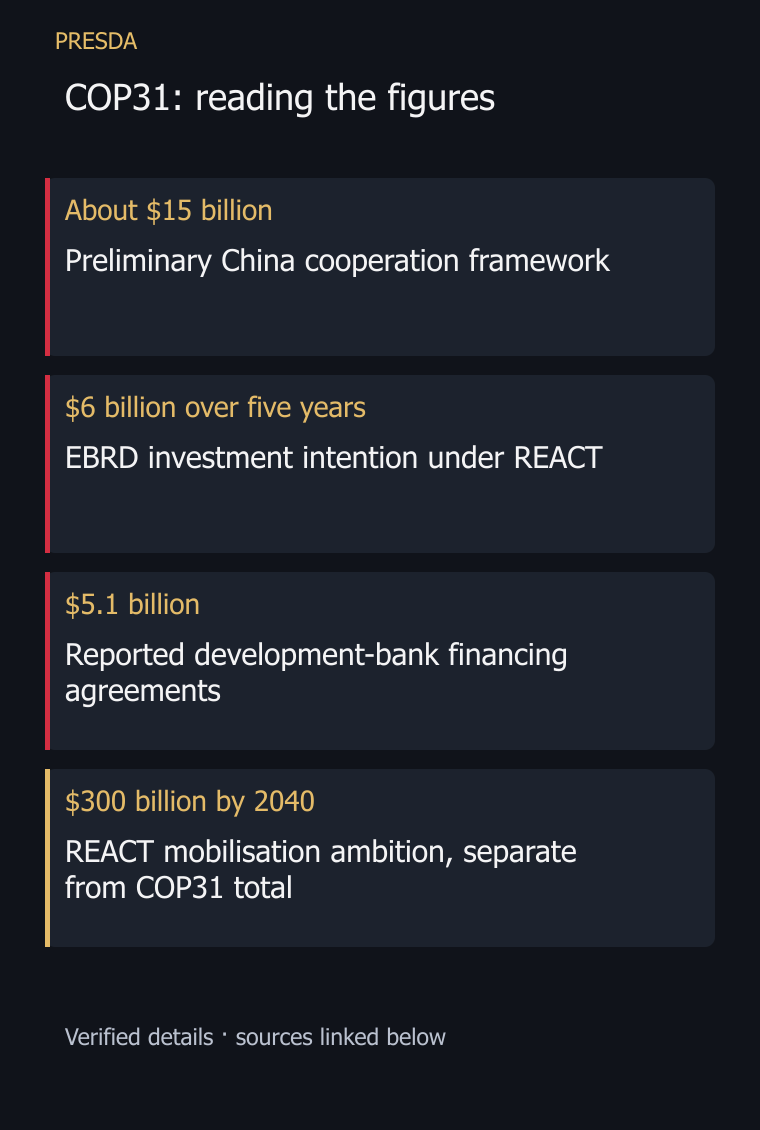 PRESDA
COP31: reading the figures
About $15 billion
Preliminary China cooperation framework
$6 billion over five years
EBRD investment intention under REACT
$5.1 billion
Reported development-bank financing
agreements
$300 billion by 2040
REACT mobilisation ambition, separate
from COP31 total
Verified details · sources linked below